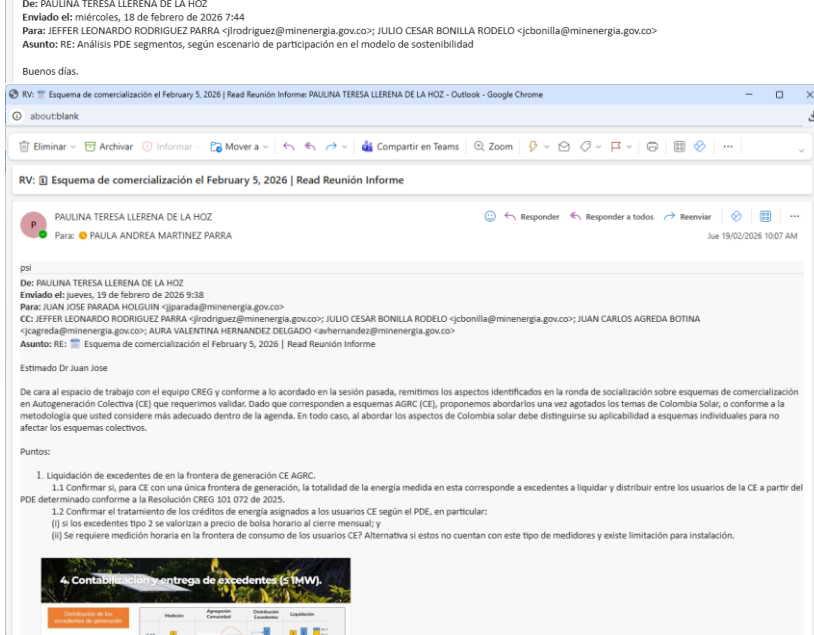 De: PAULINA TERESA LLERENA DE LA HOZ
Enviado el: miércoles, 18 de febrero de 2026 7:44
Para: JEFFER LEONARDO RODRIGUEZ PARRA <jlrodriguez@minenergia.gov.co>; JULIO CESAR BONILLA RODELO <jcbonilla@minenergia.gov.co>
Asunto: RE: Análisis PDE segmentos, según escenario de participación en el modelo de sostenibilidad
Buenos días.
RV: Esquema de comercialización el February 5, 2026 | Read Reunión Informe: PAULINA TERESA LLERENA DE LA HOZ - Outlook - Google Chrome
about:blank
Eliminar Archivar Informar Mover a Compartir en Teams Zoom
RV: Esquema de comercialización el February 5, 2026 | Read Reunión Informe
P
PAULINA TERESA LLERENA DE LA HOZ
Responder Responder a todos Reenviar
Para: PAULA ANDREA MARTINEZ PARRA
Jue 19/02/2026 10:07 AM
psi
De: PAULINA TERESA LLERENA DE LA HOZ
Enviado el: jueves, 19 de febrero de 2026 9:38
Para: JUAN JOSE PARADA HOLGUIN <jjparada@minenergia.gov.co>
CC: JEFFER LEONARDO RODRIGUEZ PARRA <jlrodriguez@minenergia.gov.co>; JULIO CESAR BONILLA RODELO <jcbonilla@minenergia.gov.co>; JUAN CARLOS AGREDA BOTINA
<jcagreda@minenergia.gov.co>; AURA VALENTINA HERNANDEZ DELGADO <avhernandez@minenergia.gov.co>
Asunto: RE: Esquema de comercialización el February 5, 2026 | Read Reunión Informe
Estimado Dr Juan Jose
De cara al espacio de trabajo con el equipo CREG y conforme a lo acordado en la sesión pasada, remitimos los aspectos identificados en la ronda de socialización sobre esquemas de comercialización
en Autogeneración Colectiva (CE) que requerimos validar. Dado que corresponden a esquemas AGRC (CE), proponemos abordarlos una vez agotados los temas de Colombia Solar, o conforme a la
metodología que usted considere más adecuado dentro de la agenda. En todo caso, al abordar los aspectos de Colombia solar debe distinguirse su aplicabilidad a esquemas individuales para no
afectar los esquemas colectivos.
Puntos:
1. Liquidación de excedentes de en la frontera de generación CE AGRC.
1.1 Confirmar si, para CE con una única frontera de generación, la totalidad de la energía medida en esta corresponde a excedentes a liquidar y distribuir entre los usuarios de la CE a partir del
PDE determinado conforme a la Resolución CREG 101 072 de 2025.
1.2 Confirmar el tratamiento de los créditos de energía asignados a los usuarios CE según el PDE, en particular:
(i) si los excedentes tipo 2 se valorizan a precio de bolsa horario al cierre mensual; y
(ii) Se requiere medición horaria en la frontera de consumo de los usuarios CE? Alternativa si estos no cuentan con este tipo de medidores y existe limitación para instalación.
4. Contabilización y entrega de excedentes (≤ 1MW).
Distribución de los
excedentes de generación
Medición
Agregación
Comunidad
Distribución
Excedentes
Liquidación